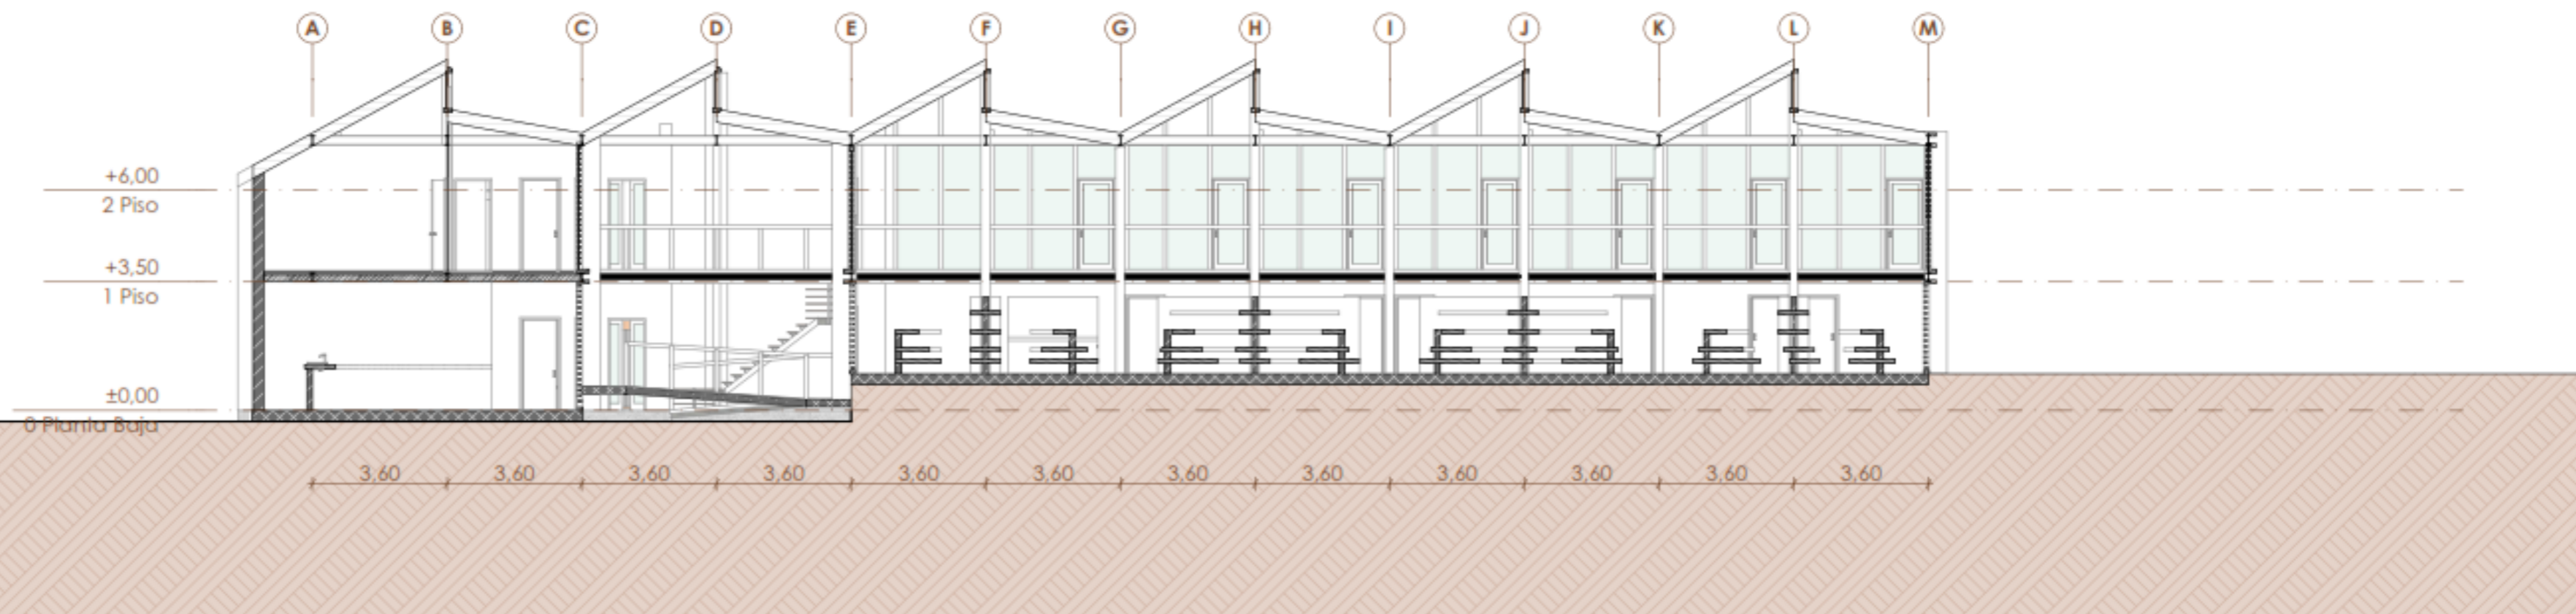 A B C D E F G H I J K L M
+6,00
2 Piso
+3,50
1 Piso
±0,00
0 Planta Baja
3,60 3,60 3,60 3,60 3,60 3,60 3,60 3,60 3,60 3,60 3,60 3,60